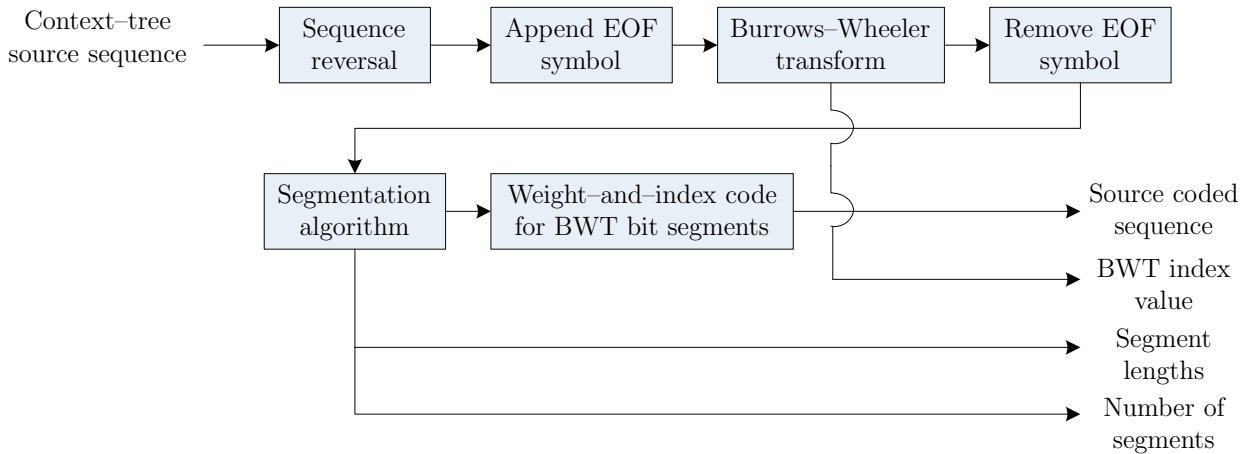 Context–tree
source sequence
Sequence
reversal
Append EOF
symbol
Burrows–Wheeler
transform
Remove EOF
symbol
Segmentation
algorithm
Weight–and–index code
for BWT bit segments
Source coded
sequence
BWT index
value
Segment
lengths
Number of
segments